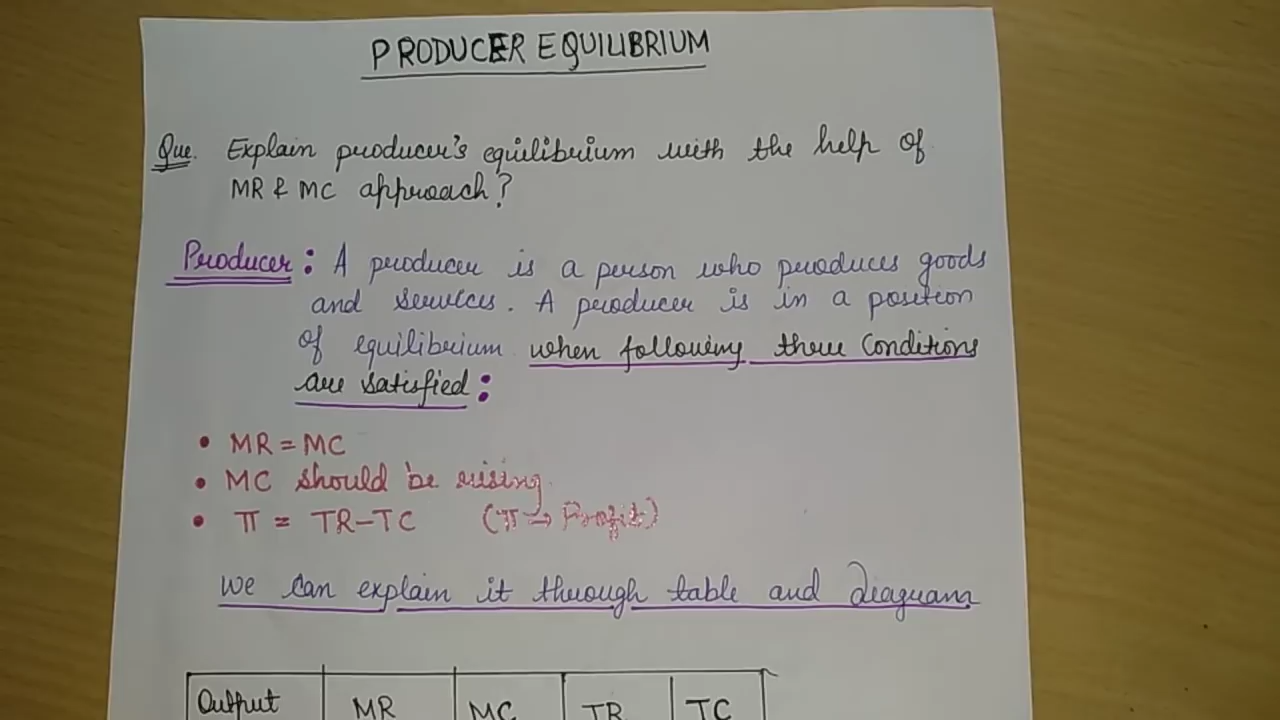 PRODUCER EQUILIBRIUM
Que. Explain producer's equilibrium with the help of
MR & MC approach?
Producer: A producer is a person who produces goods
and services. A producer is in a position
of equilibrium when following three conditions
are satisfied:
• MR = MC
• MC should be rising.
• π = TR-TC (π → Profit)
We can explain it through table and diagram
Output MR MC TR TC